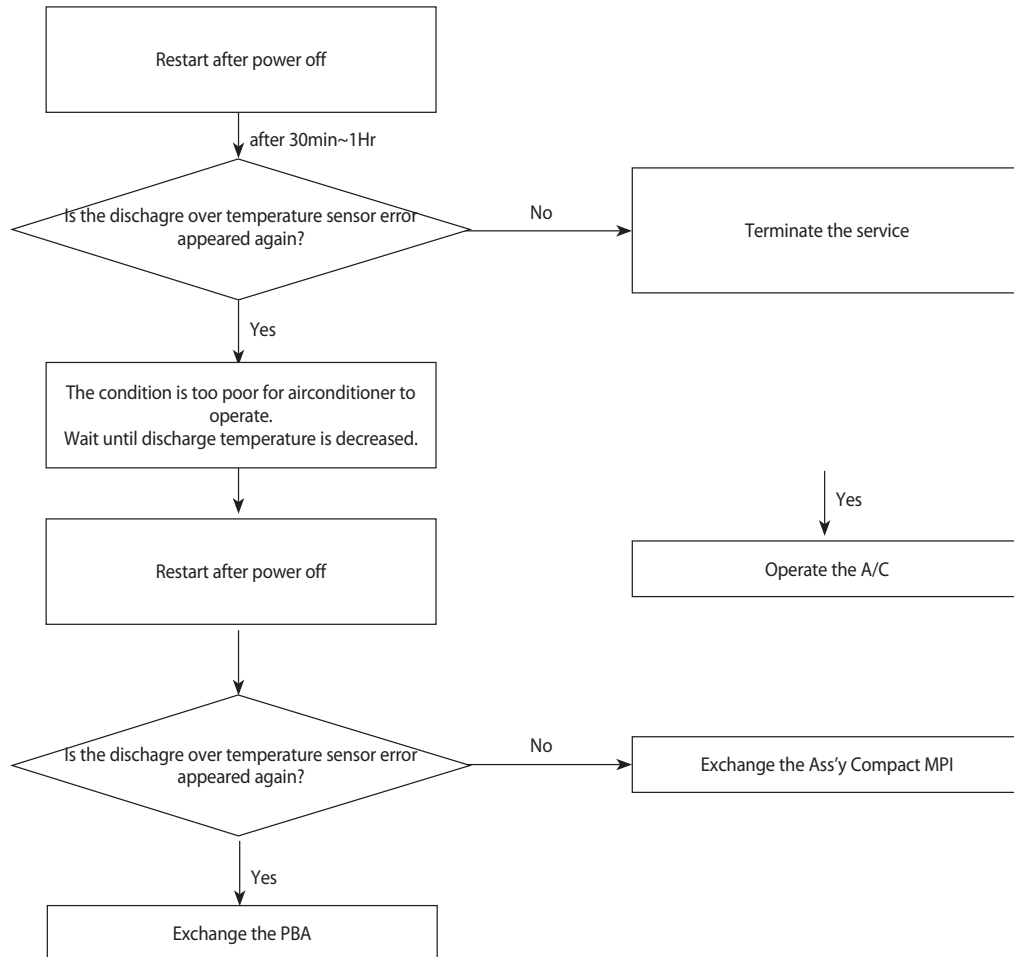 Restart after power off
after 30min~1Hr
Is the dischagre over temperature sensor error
appeared again?
No
Terminate the service
Yes
The condition is too poor for airconditioner to
operate.
Wait until discharge temperature is decreased.
Yes
Restart after power off
Operate the A/C
Is the dischagre over temperature sensor error
appeared again?
No
Exchange the Ass’y Compact MPI
Yes
Exchange the PBA